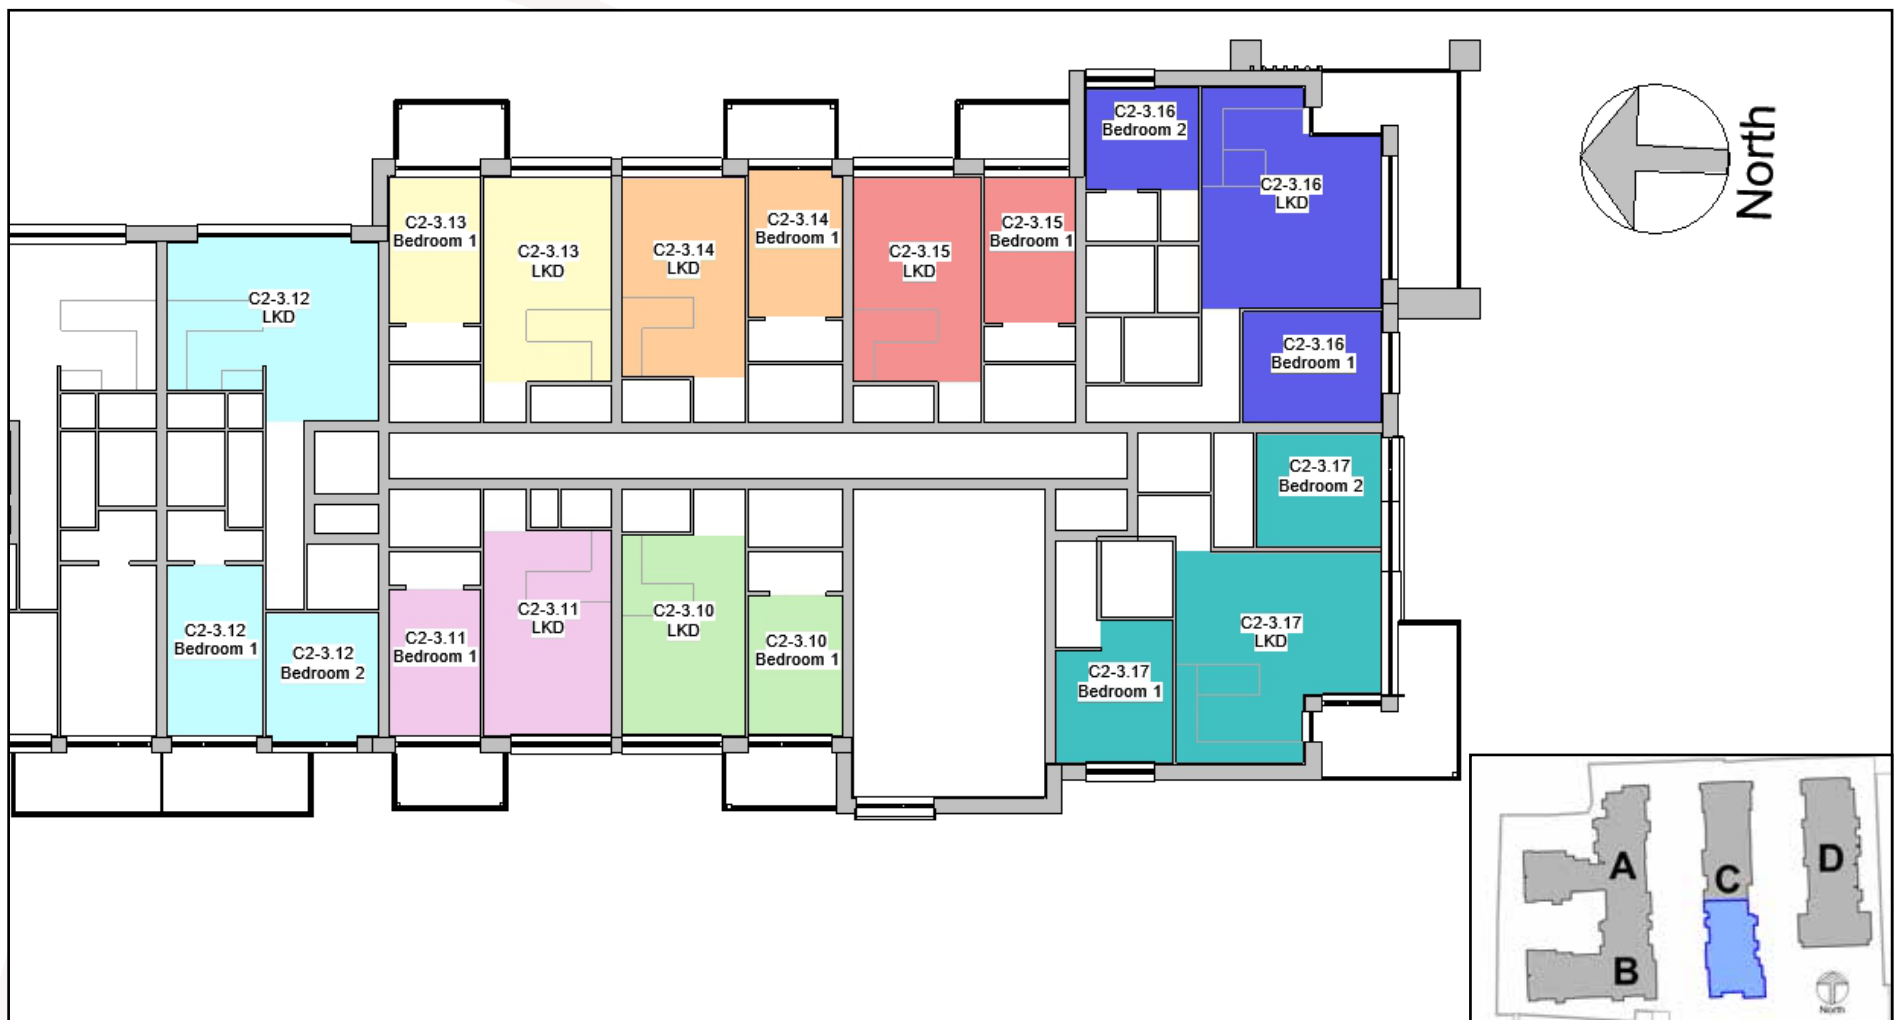 C2-3.16
Bedroom 2
C2-3.16
LKD
North
C2-3.13
Bedroom 1
C2-3.13
LKD
C2-3.14
LKD
C2-3.14
Bedroom 1
C2-3.15
LKD
C2-3.15
Bedroom 1
C2-3.12
LKD
C2-3.16
Bedroom 1
C2-3.17
Bedroom 2
C2-3.12
Bedroom 1
C2-3.12
Bedroom 2
C2-3.11
Bedroom 1
C2-3.11
LKD
C2-3.10
LKD
C2-3.10
Bedroom 1
C2-3.17
Bedroom 1
C2-3.17
LKD
A
C
D
B
North